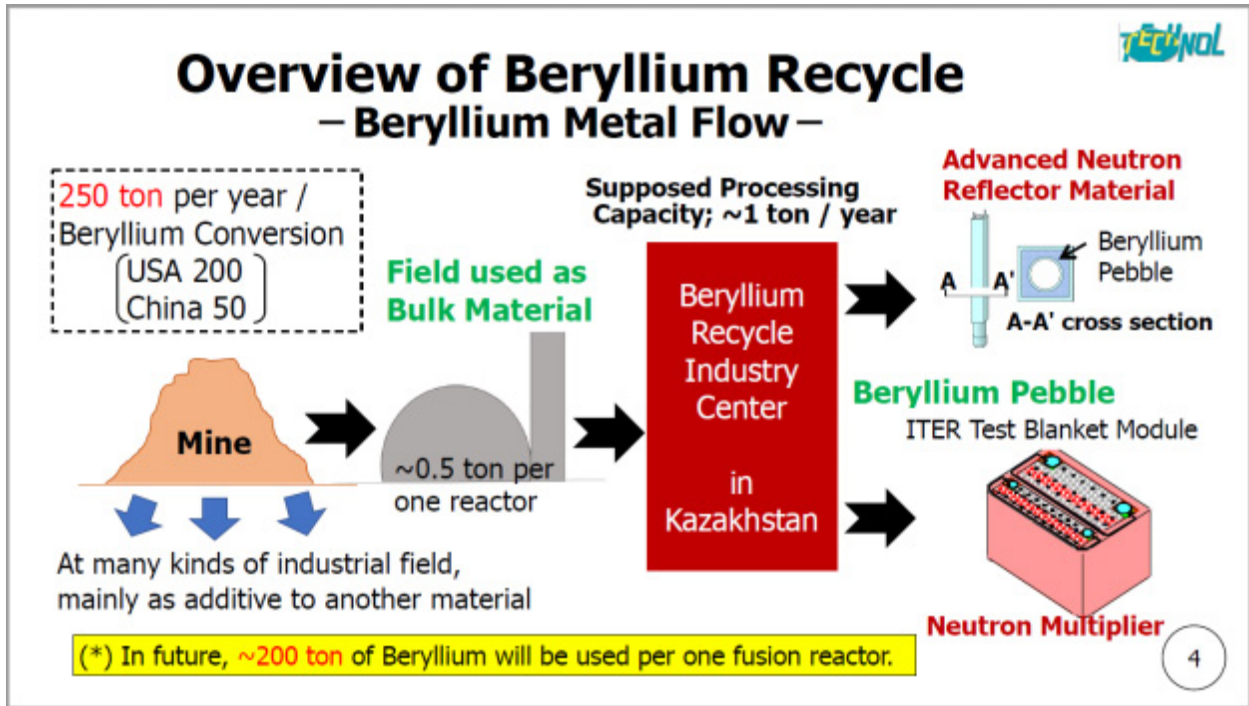 TECHNOL
Overview of Beryllium Recycle
– Beryllium Metal Flow –
250 ton per year /
Beryllium Conversion
USA 200
China 50
Mine
At many kinds of industrial field,
mainly as additive to another material
Field used as
Bulk Material
~0.5 ton per
one reactor
Supposed Processing
Capacity; ~1 ton / year
Beryllium
Recycle
Industry
Center
in
Kazakhstan
Advanced Neutron
Reflector Material
A
A'
Beryllium
Pebble
A-A' cross section
Beryllium Pebble
ITER Test Blanket Module
Neutron Multiplier
(*) In future, ~200 ton of Beryllium will be used per one fusion reactor.
4